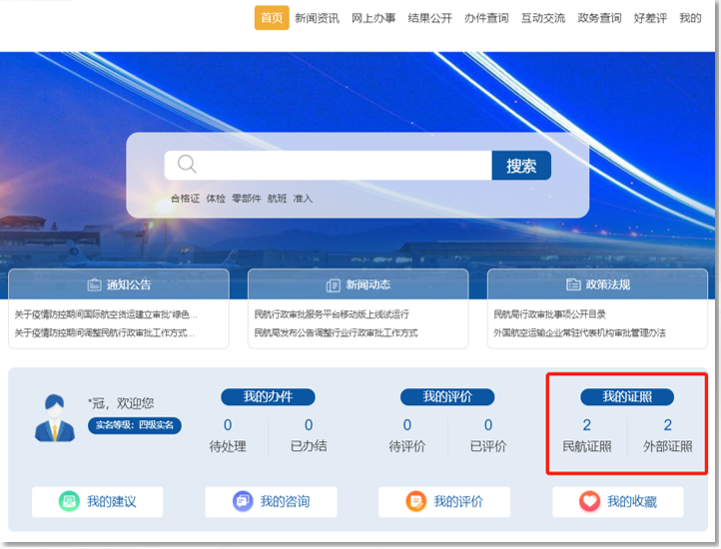 首页 新闻资讯 网上办事 结果公开 办件查询 互动交流 政务查询 好差评 我的
搜索
合格证 体检 零部件 航班 准入
通知公告
关于疫情防控期间国际航空货运建立审批“绿色...
关于疫情防控期间调整民航行政审批工作方式...
新闻动态
民航行政审批服务平台移动版上线试运行
民航局发布公告调整行业行政审批工作方式
政策法规
民航局行政审批事项公开目录
外国航空运输企业常驻代表机构审批管理办法
*冠，欢迎您
实名等级：四级实名
我的办件
0 0
待处理 已办结
我的评价
0 0
待评价 已评价
我的证照
2 2
民航证照 外部证照
我的建议 我的咨询 我的评价 我的收藏